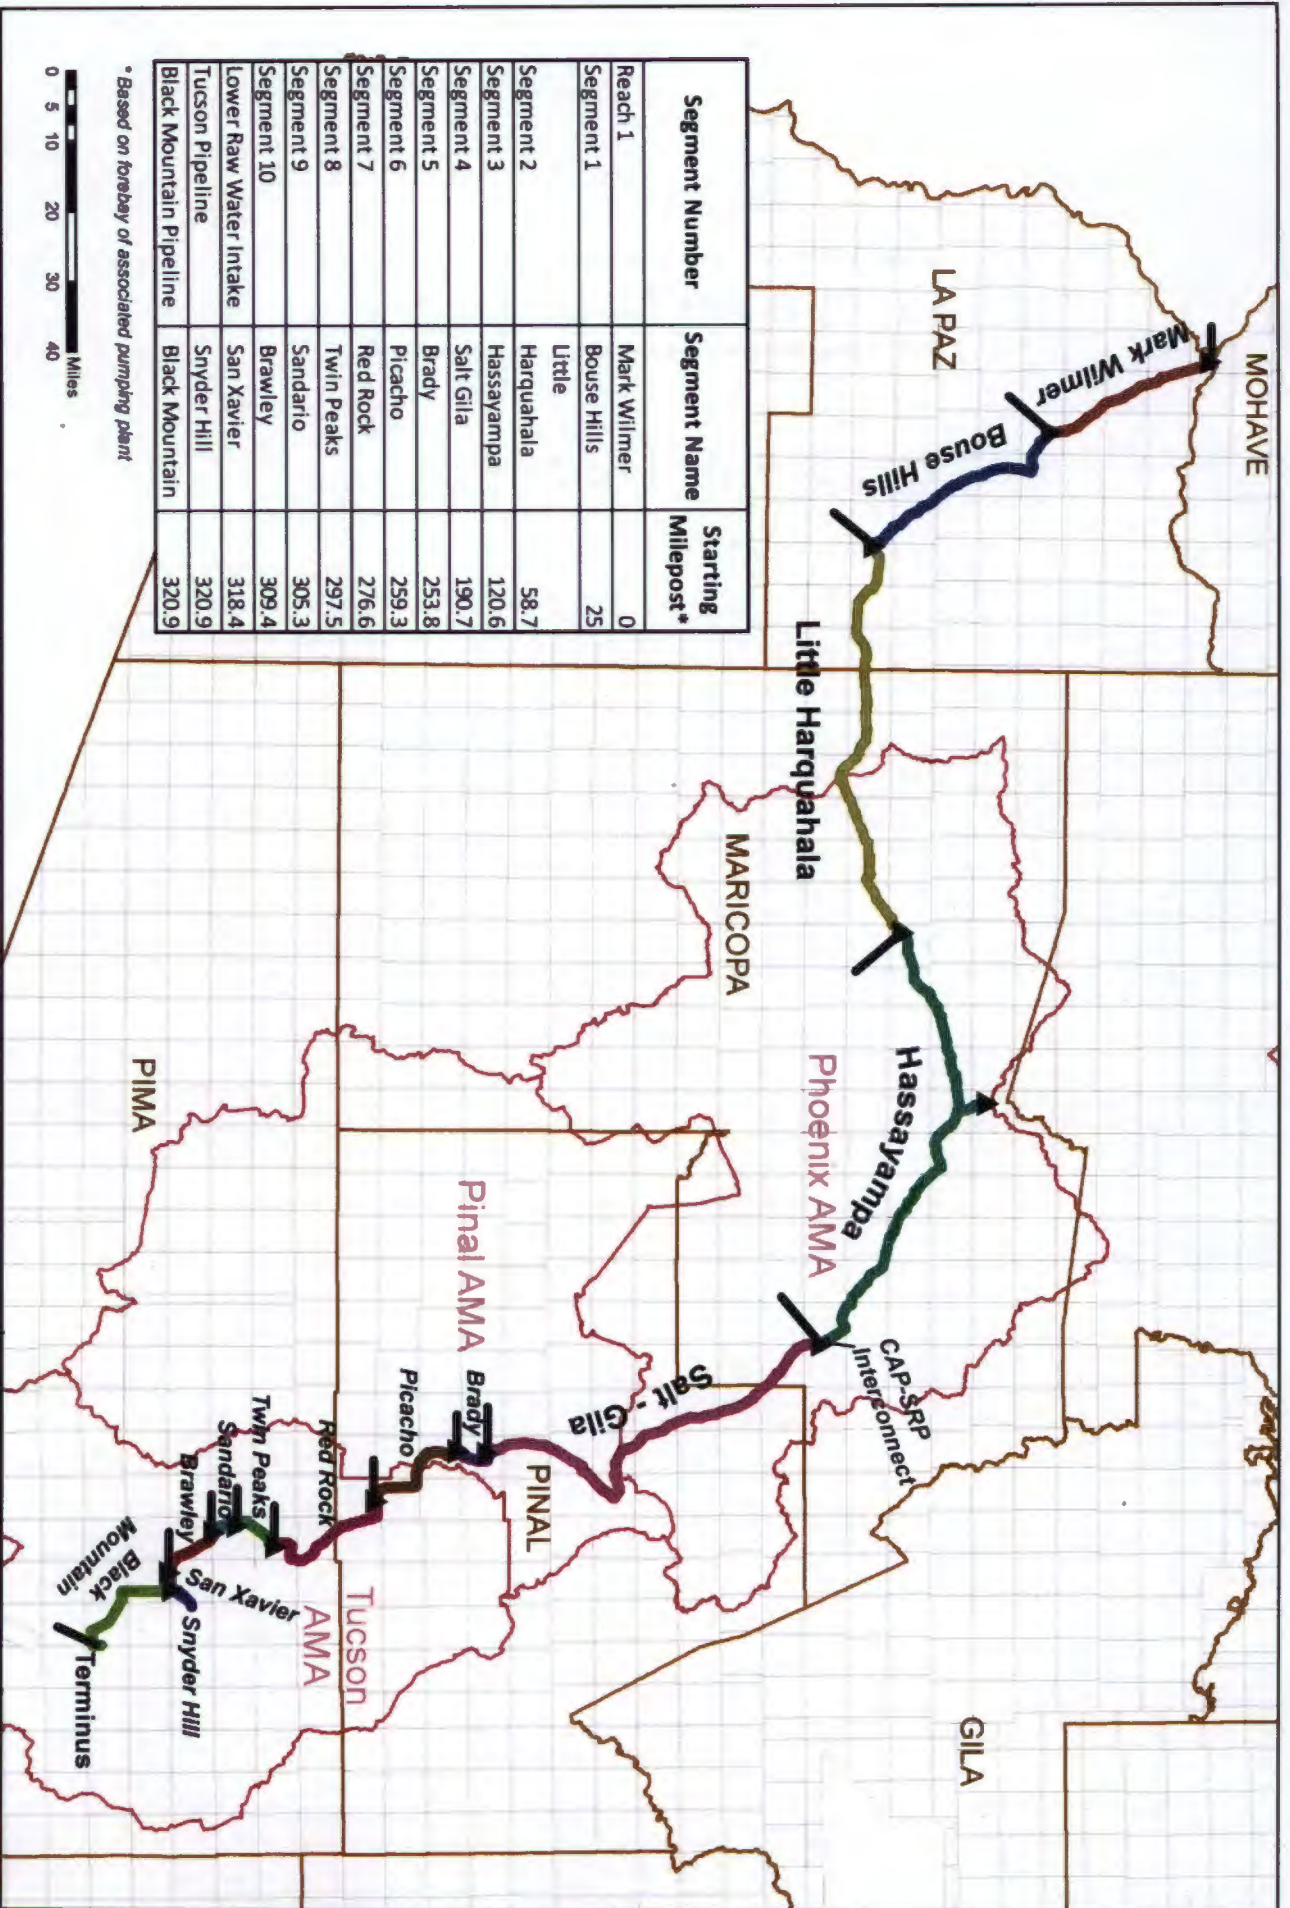 MOHAVE
LA PAZ
Mark Wilmer
Bouse Hills
Little Harquahala
MARICOPA
Hassayampa
Phoenix AMA
CAP-SRP
Interconnect
GILA
Salt - Gila
Pinal AMA
PINAL
Brady
Picacho
Red Rock
Twin Peaks
Sandario
Brawley
San Xavier
Snyder Hill
Black
Mountain
Terminus
Tucson
AMA
PIMA
Segment Number Segment Name Starting Milepost*
Reach 1 Mark Wilmer 0
Segment 1 Bouse Hills 25
Little
Segment 2 Harquahala 58.7
Segment 3 Hassayampa 120.6
Segment 4 Salt Gila 190.7
Segment 5 Brady 253.8
Segment 6 Picacho 259.3
Segment 7 Red Rock 276.6
Segment 8 Twin Peaks 297.5
Segment 9 Sandario 305.3
Segment 10 Brawley 309.4
Lower Raw Water Intake San Xavier 318.4
Tucson Pipeline Snyder Hill 320.9
Black Mountain Pipeline Black Mountain 320.9
* Based on forebay of associated pumping plant
Miles
0 5 10 20 30 40